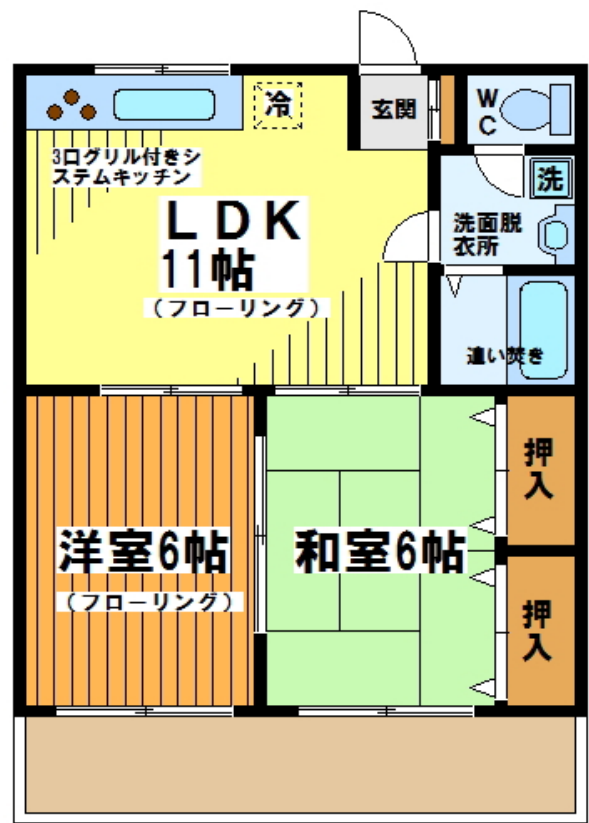 冷
玄関
W
C
3口グリル付きシ
ステムキッチン
洗
LDK
11帖
(フローリング)
洗面脱
衣所
追い焚き
押
入
洋室6帖
(フローリング)
和室6帖
押
入